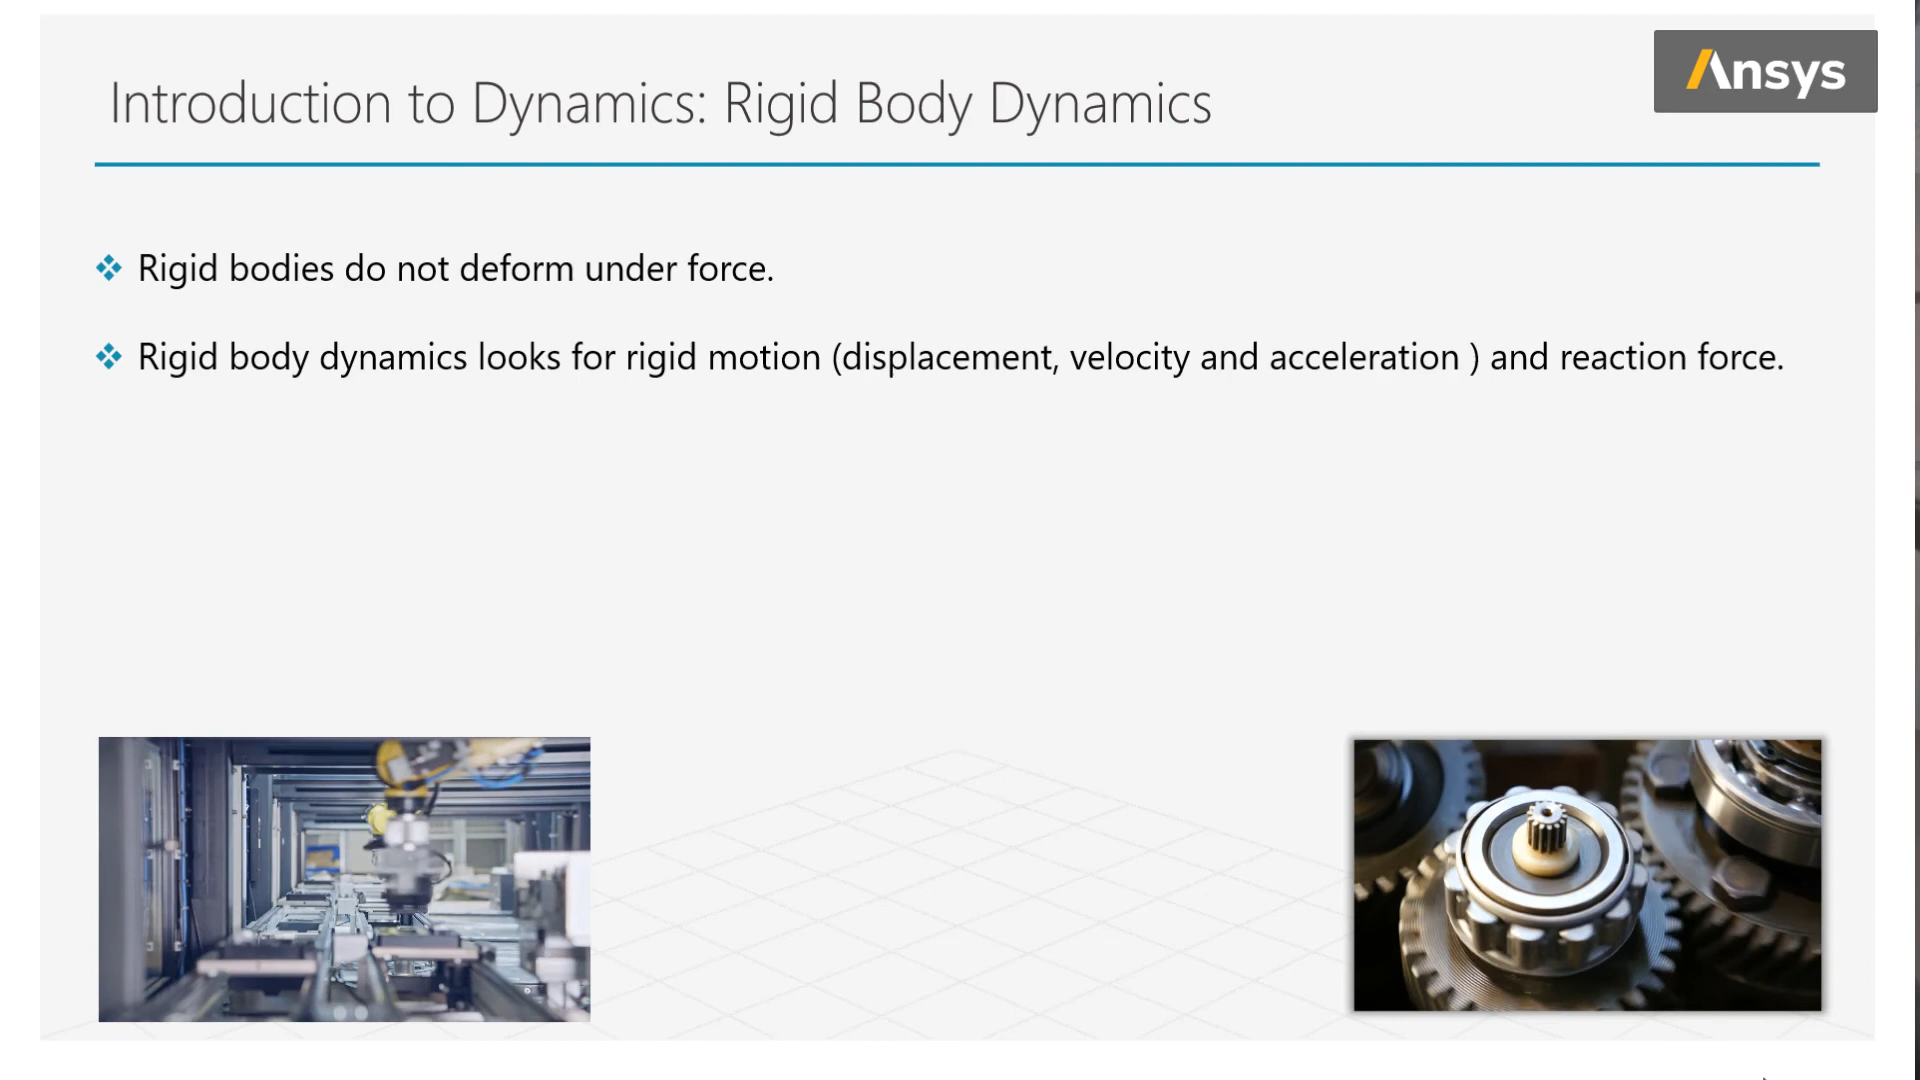 Ansys
Introduction to Dynamics: Rigid Body Dynamics
Rigid bodies do not deform under force.
Rigid body dynamics looks for rigid motion (displacement, velocity and acceleration ) and reaction force.